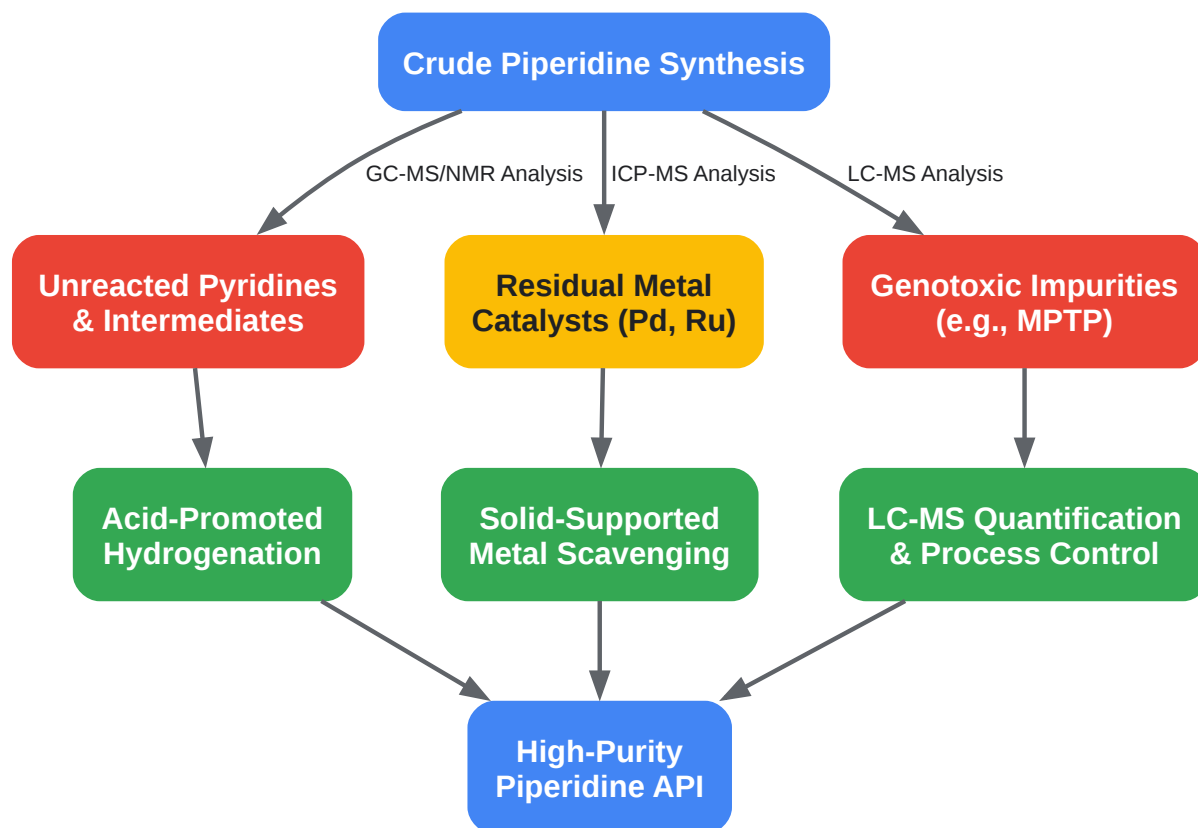 Crude Piperidine Synthesis
GC-MS/NMR Analysis
ICP-MS Analysis
LC-MS Analysis
Unreacted Pyridines
& Intermediates
Residual Metal
Catalysts (Pd, Ru)
Genotoxic Impurities
(e.g., MPTP)
Acid-Promoted
Hydrogenation
Solid-Supported
Metal Scavenging
LC-MS Quantification
& Process Control
High-Purity
Piperidine API